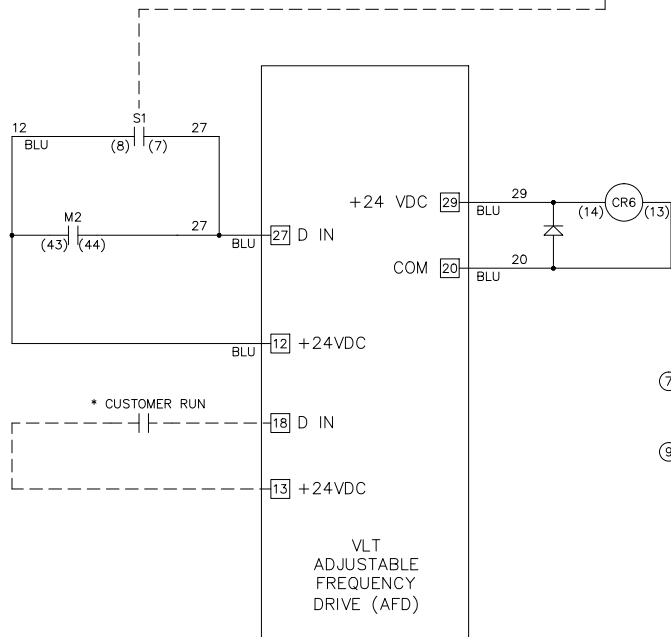 S1
12
27
BLU
(8)
(7)
+24 VDC
29
29
BLU
(14)
CR6
(13)
M2
27
(43)
(44)
BLU
27
D IN
COM
20
20
BLU
12
+24VDC
BLU
7
* CUSTOMER RUN
18
D IN
9
13
+24VDC
VLT
ADJUSTABLE
FREQUENCY
DRIVE (AFD)